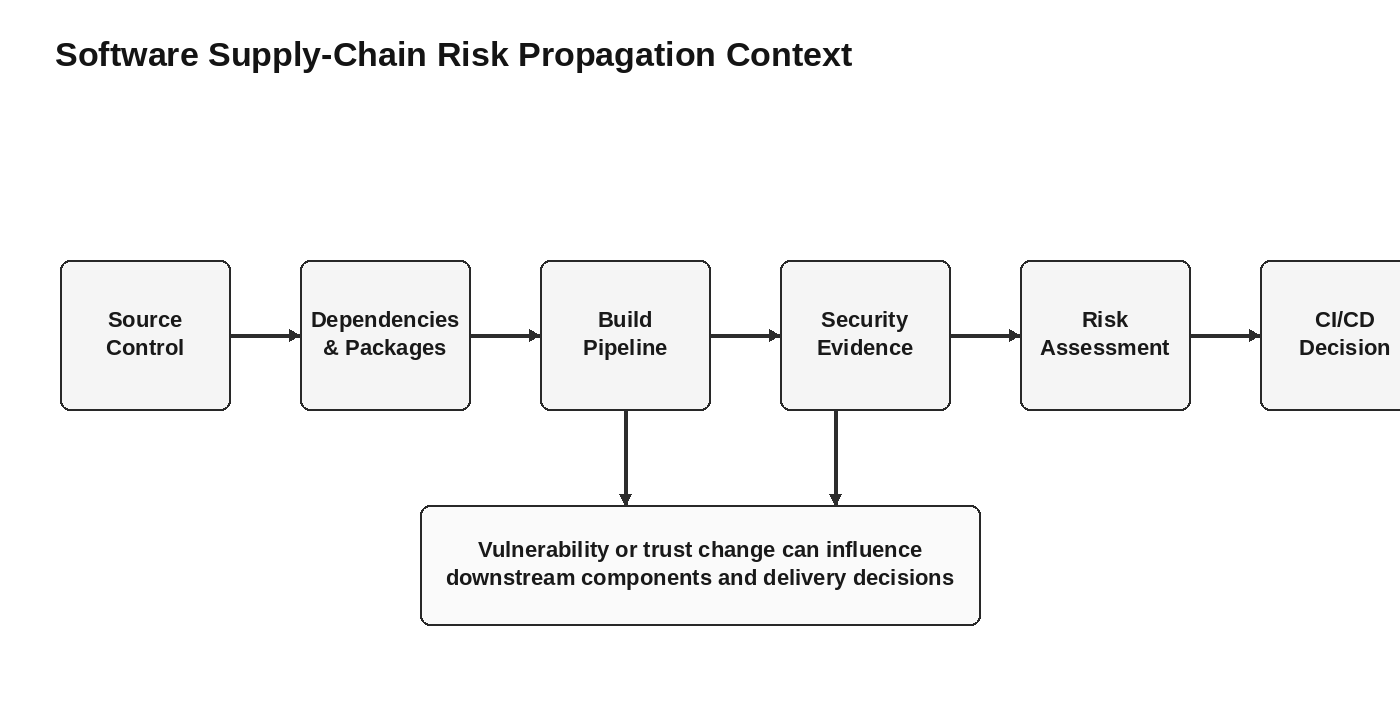 Software Supply-Chain Risk Propagation Context
Source
Control
Dependencies
& Packages
Build
Pipeline
Security
Evidence
Risk
Assessment
CI/CD
Decision
Vulnerability or trust change can influence
downstream components and delivery decisions